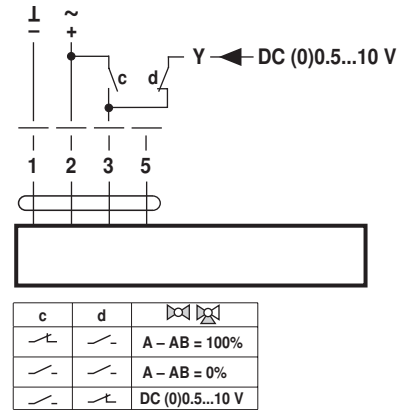 ⊥ ~
− +
c d Y DC (0)0.5...10 V
1 2 3 5
c d
A – AB = 100%
A – AB = 0%
DC (0)0.5...10 V